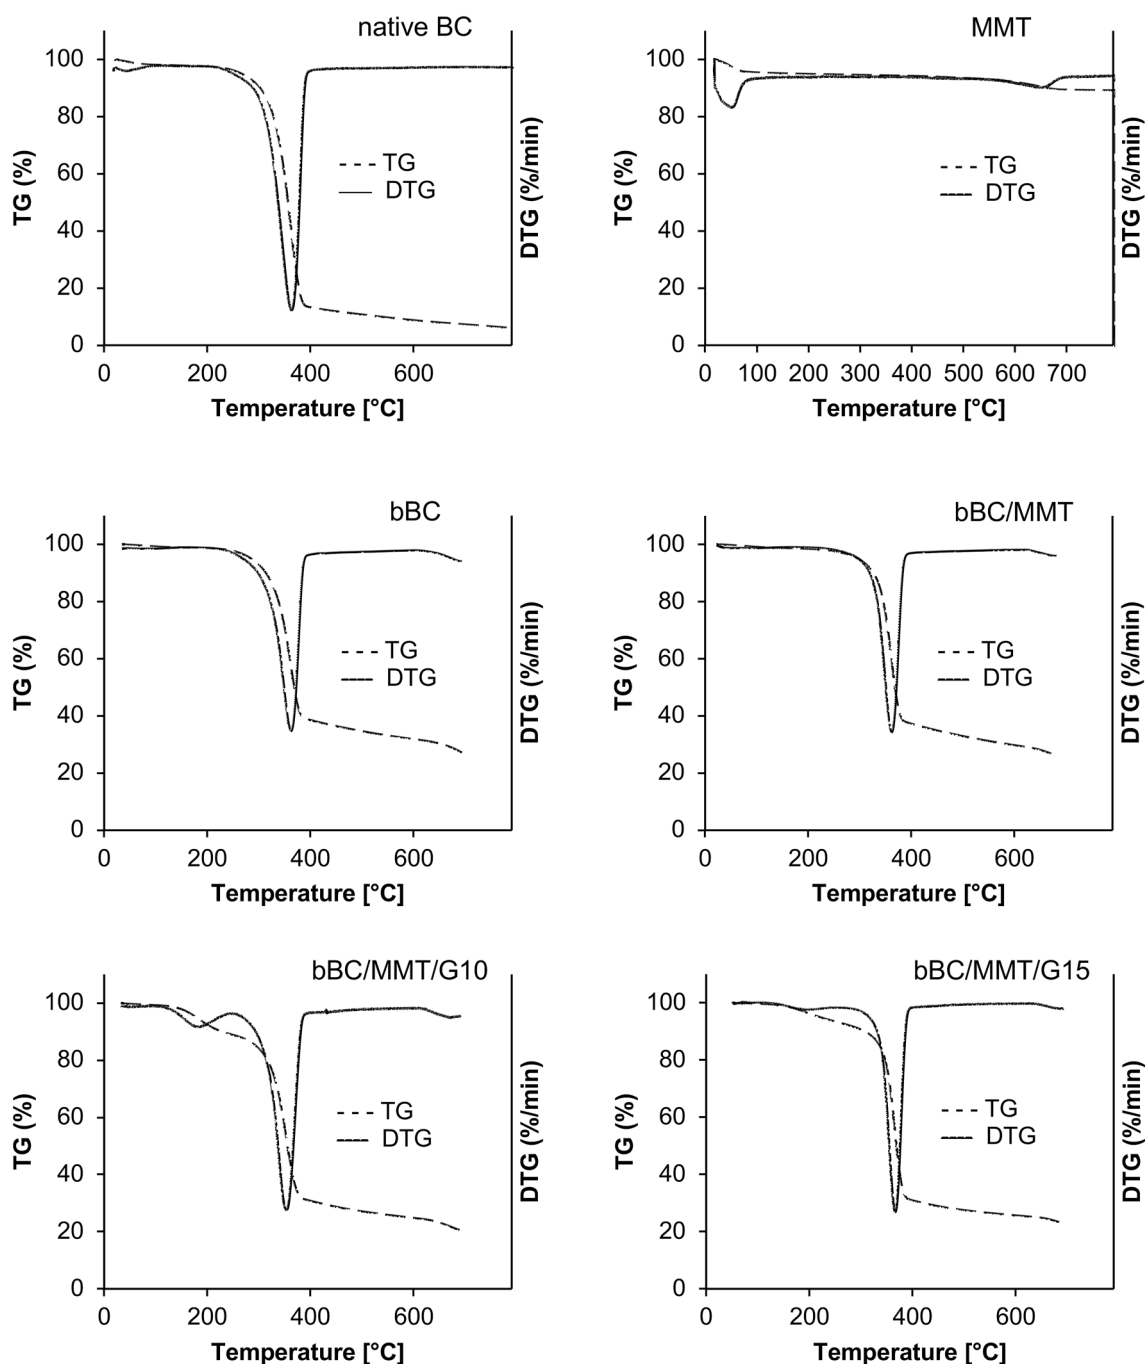 native BC
100
80
60
40
20
0
TG (%)
DTG (%/min)
TG
DTG
0 200 400 600
Temperature [°C]
MMT
100
80
60
40
20
0
TG (%)
DTG (%/min)
TG
DTG
0 100 200 300 400 500 600 700
Temperature [°C]
bBC
100
80
60
40
20
0
TG (%)
DTG (%/min)
TG
DTG
0 200 400 600
Temperature [°C]
bBC/MMT
100
80
60
40
20
0
TG (%)
DTG (%/min)
TG
DTG
0 200 400 600
Temperature [°C]
bBC/MMT/G10
100
80
60
40
20
0
TG (%)
DTG (%/min)
TG
DTG
0 200 400 600
Temperature [°C]
bBC/MMT/G15
100
80
60
40
20
0
TG (%)
DTG (%/min)
TG
DTG
0 200 400 600
Temperature [°C]